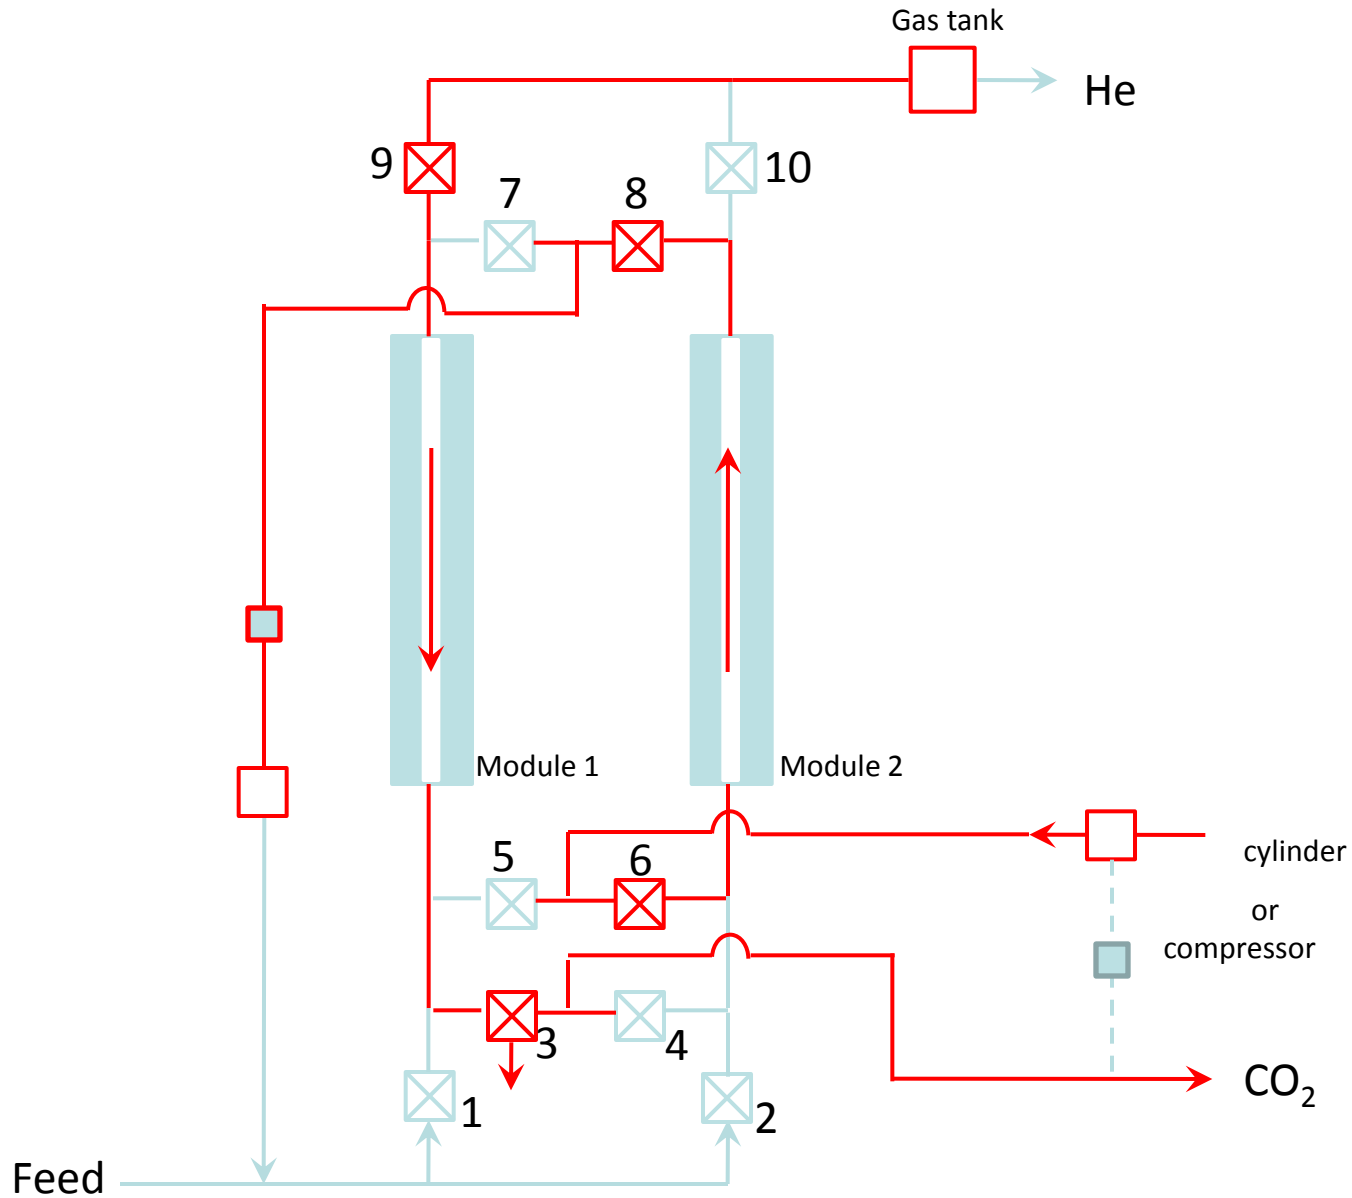 Gas tank
He
9
10
7
8
Module 1
Module 2
5
6
cylinder
or
compressor
3
4
CO₂
1
2
Feed